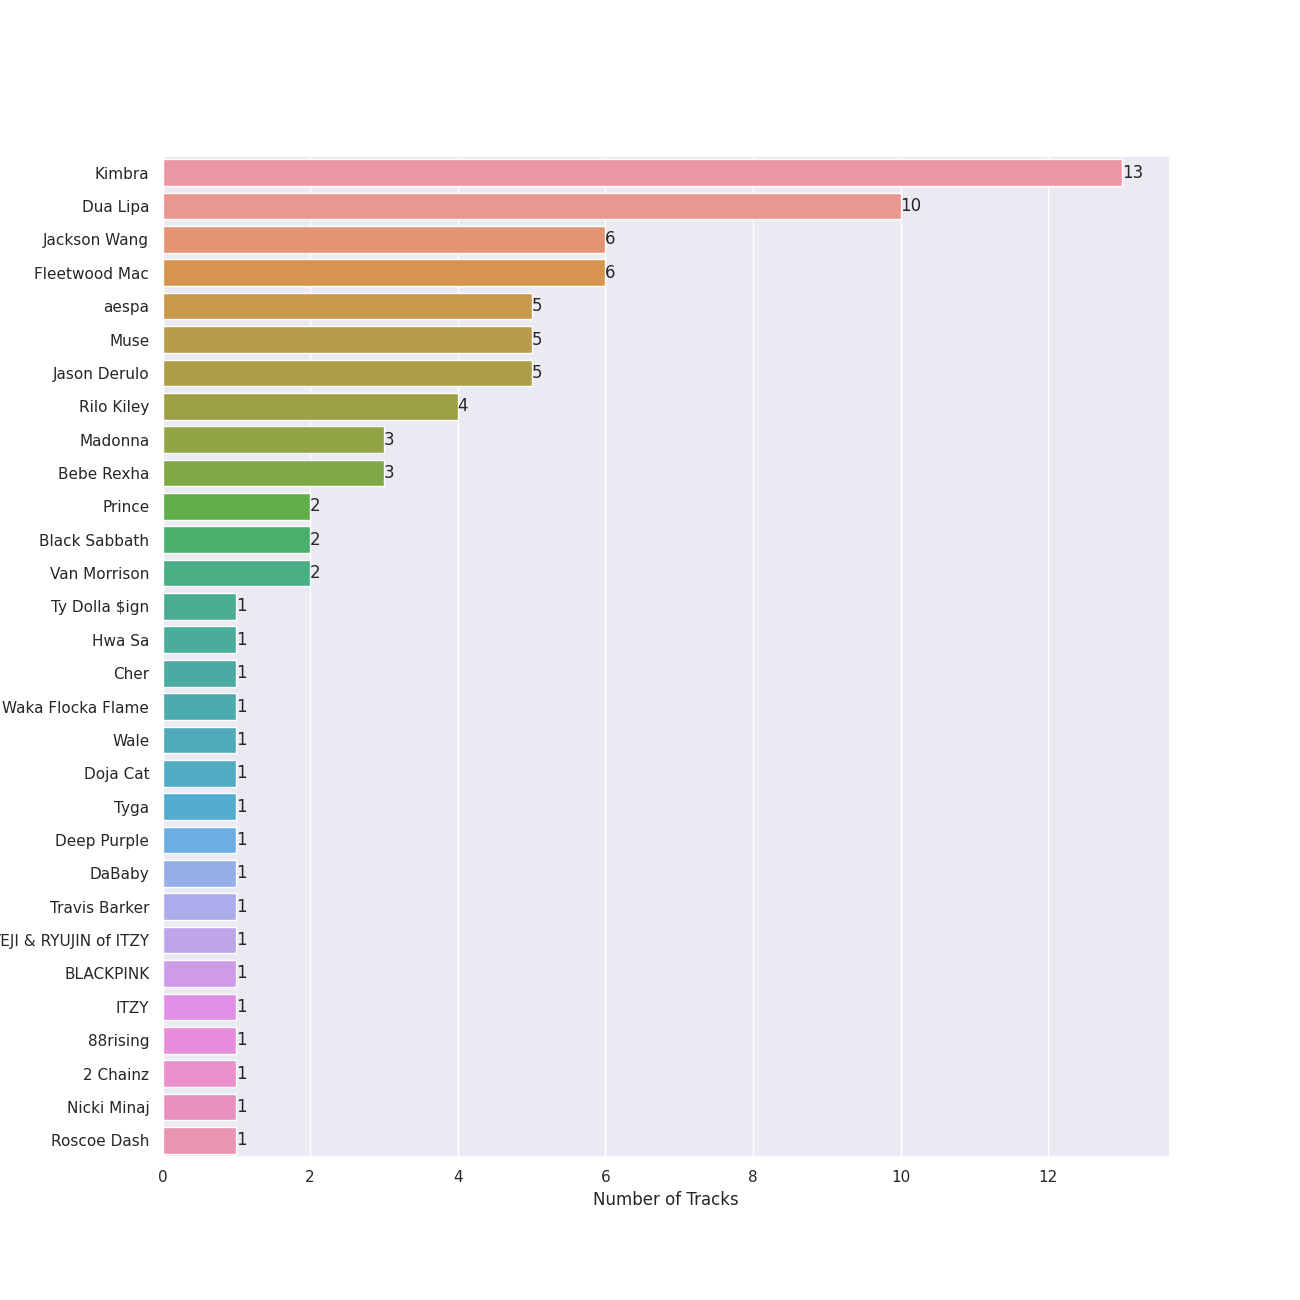 Kimbra 13
Dua Lipa 10
Jackson Wang 6
Fleetwood Mac 6
aespa 5
Muse 5
Jason Derulo 5
Rilo Kiley 4
Madonna 3
Bebe Rexha 3
Prince 2
Black Sabbath 2
Van Morrison 2
Ty Dolla $ign 1
Hwa Sa 1
Cher 1
Waka Flocka Flame 1
Wale 1
Doja Cat 1
Tyga 1
Deep Purple 1
DaBaby 1
Travis Barker 1
& RYUJIN of ITZY 1
BLACKPINK 1
ITZY 1
88rising 1
2 Chainz 1
Nicki Minaj 1
Roscoe Dash 1
0 2 4 6 8 10 12
Number of Tracks